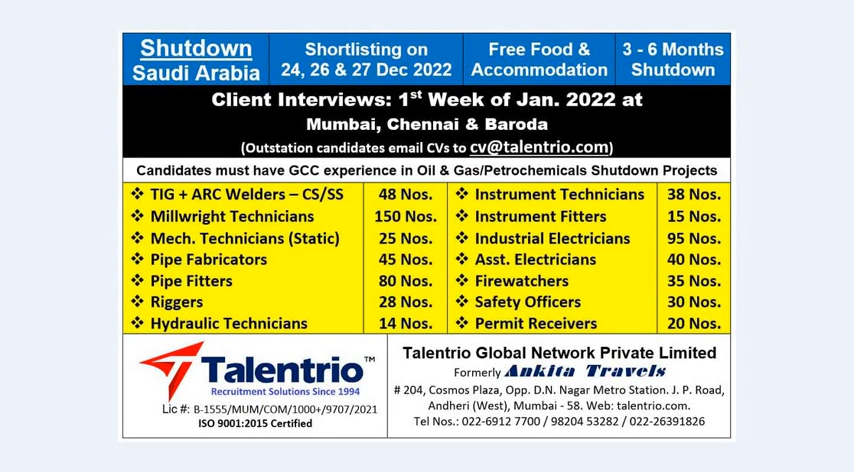 Shutdown Saudi Arabia
Shortlisting on 24, 26 & 27 Dec 2022
Free Food & Accommodation
3 - 6 Months Shutdown
Client Interviews: 1st Week of Jan. 2022 at
Mumbai, Chennai & Baroda
(Outstation candidates email CVs to cv@talentrio.com)
Candidates must have GCC experience in Oil & Gas/Petrochemicals Shutdown Projects
❖ TIG + ARC Welders – CS/SS 48 Nos. ❖ Instrument Technicians 38 Nos.
❖ Millwright Technicians 150 Nos. ❖ Instrument Fitters 15 Nos.
❖ Mech. Technicians (Static) 25 Nos. ❖ Industrial Electricians 95 Nos.
❖ Pipe Fabricators 45 Nos. ❖ Asst. Electricians 40 Nos.
❖ Pipe Fitters 80 Nos. ❖ Firewatchers 35 Nos.
❖ Riggers 28 Nos. ❖ Safety Officers 30 Nos.
❖ Hydraulic Technicians 14 Nos. ❖ Permit Receivers 20 Nos.
Talentrio™
Recruitment Solutions Since 1994
Lic #: B-1555/MUM/COM/1000+/9707/2021
ISO 9001:2015 Certified
Talentrio Global Network Private Limited
Formerly Ankita Travels
# 204, Cosmos Plaza, Opp. D.N. Nagar Metro Station. J. P. Road,
Andheri (West), Mumbai - 58. Web: talentrio.com.
Tel Nos.: 022-6912 7700 / 98204 53282 / 022-26391826